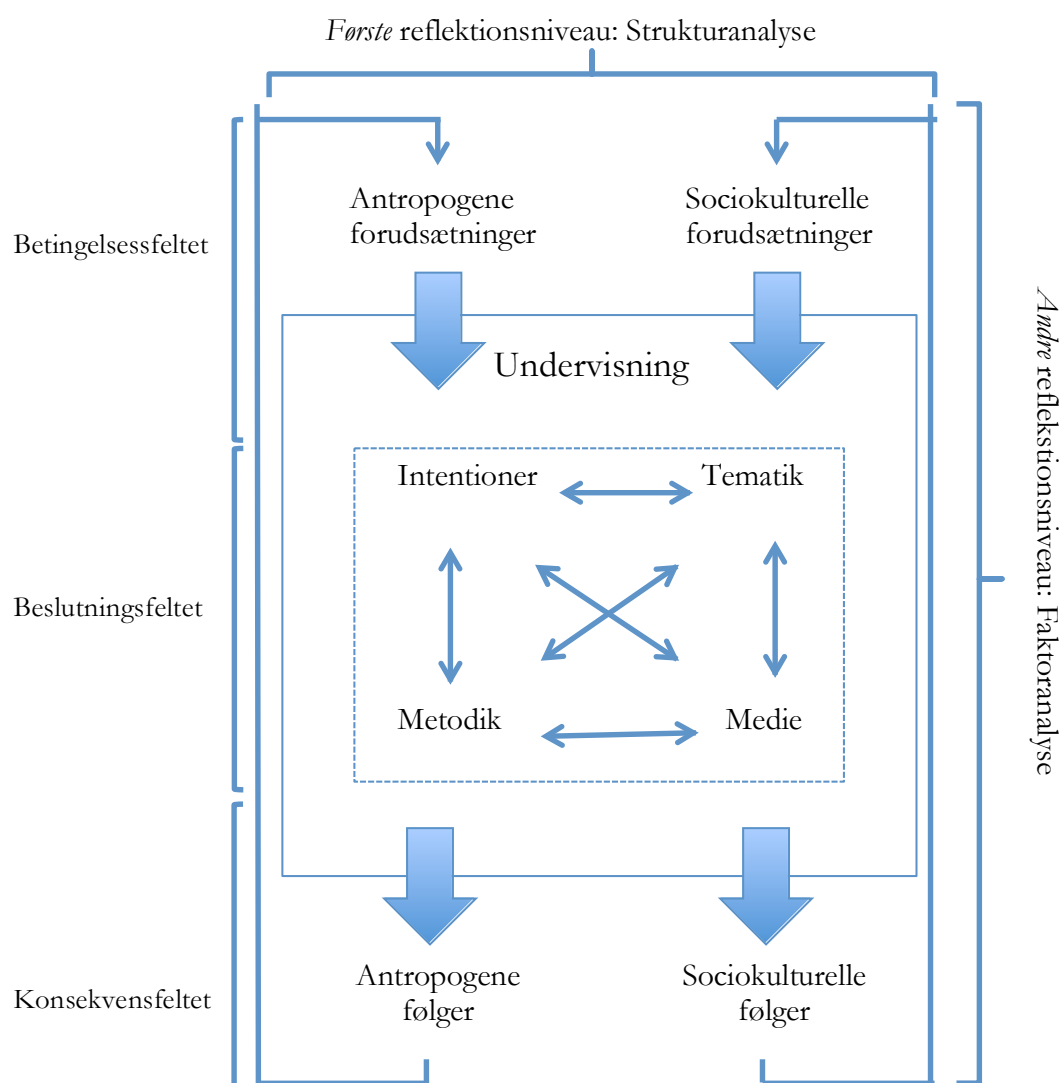 Første reflektionsniveau: Strukturanalyse
Antropogene
forudsætninger
Sociokulturelle
forudsætninger
Betingelsessfeltet
Undervisning
Andre reflekstionsniveau: Faktoranalyse
Intentioner
Tematik
Beslutningsfeltet
Metodik
Medie
Antropogene
følger
Sociokulturelle
følger
Konsekvensfeltet